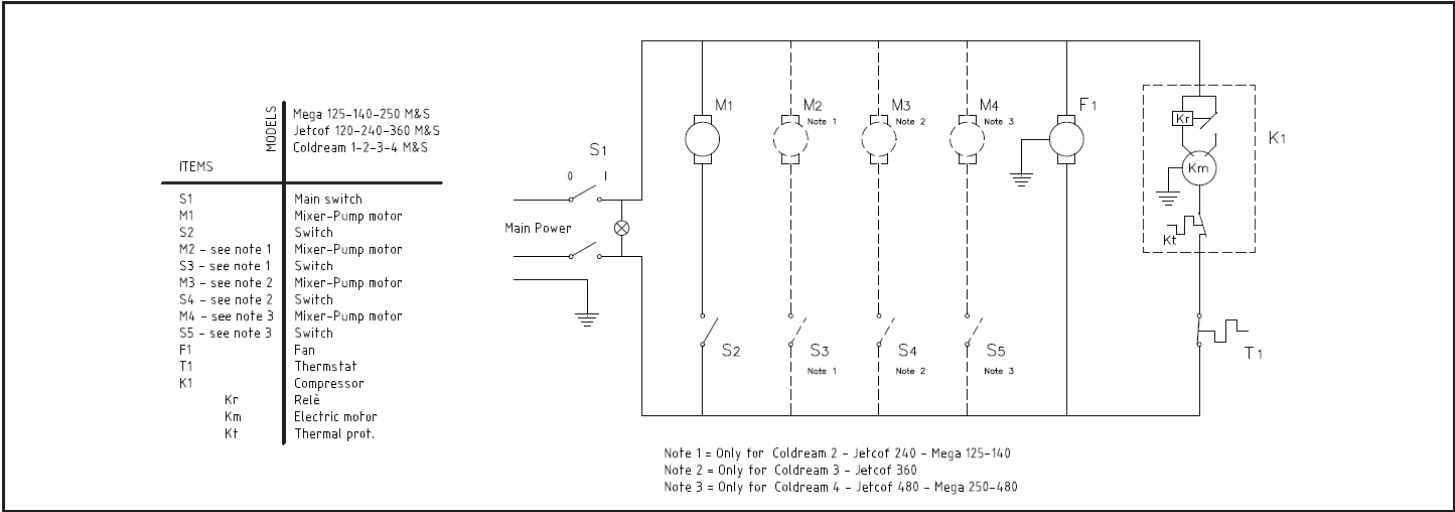 MODELS
Mega 125-140-250 M&S
Jetcof 120-240-360 M&S
Coldream 1-2-3-4 M&S
ITEMS
S1 Main switch
M1 Mixer-Pump motor
S2 Switch
M2 - see note 1 Mixer-Pump motor
S3 - see note 1 Switch
M3 - see note 2 Mixer-Pump motor
S4 - see note 2 Switch
M4 - see note 3 Mixer-Pump motor
S5 - see note 3 Switch
F1 Fan
T1 Thermstat
K1 Compressor
Kr Relè
Km Electric motor
Kt Thermal prot.
S1
0 I
Main Power
M1
M2
Note 1
M3
Note 2
M4
Note 3
F1
Kr
K1
Km
Kt
S2
S3
Note 1
S4
Note 2
S5
Note 3
T1
Note 1 = Only for Coldream 2 - Jetcof 240 - Mega 125-140
Note 2 = Only for Coldream 3 - Jetcof 360
Note 3 = Only for Coldream 4 - Jetcof 480 - Mega 250-480